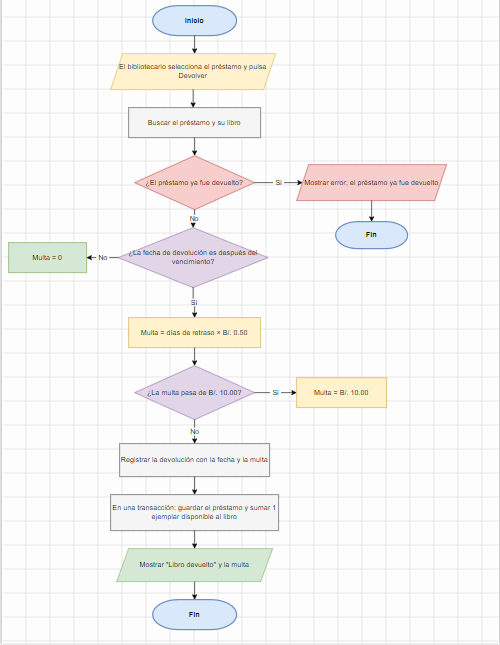 Inicio
El bibliotecario selecciona el préstamo y pulsa
Devolver
Buscar el préstamo y su libro
¿El préstamo ya fue devuelto?
Sí
Mostrar error: el préstamo ya fue devuelto
No
Fin
¿La fecha de devolución es después del
vencimiento?
No
Multa = 0
Sí
Multa = días de retraso × B/. 0.50
¿La multa pasa de B/. 10.00?
Sí
Multa = B/. 10.00
No
Registrar la devolución con la fecha y la multa
En una transacción: guardar el préstamo y sumar 1
ejemplar disponible al libro
Mostrar "Libro devuelto" y la multa
Fin